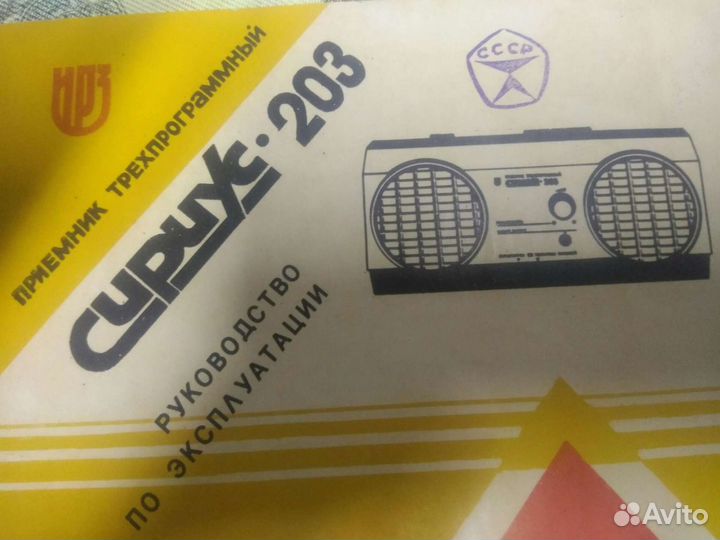 ИРЗ
ПРИЕМНИК ТРЕХПРОГРАММНЫЙ
Сириус·203
РУКОВОДСТВО
ПО ЭКСПЛУАТАЦИИ
СССР
Avito